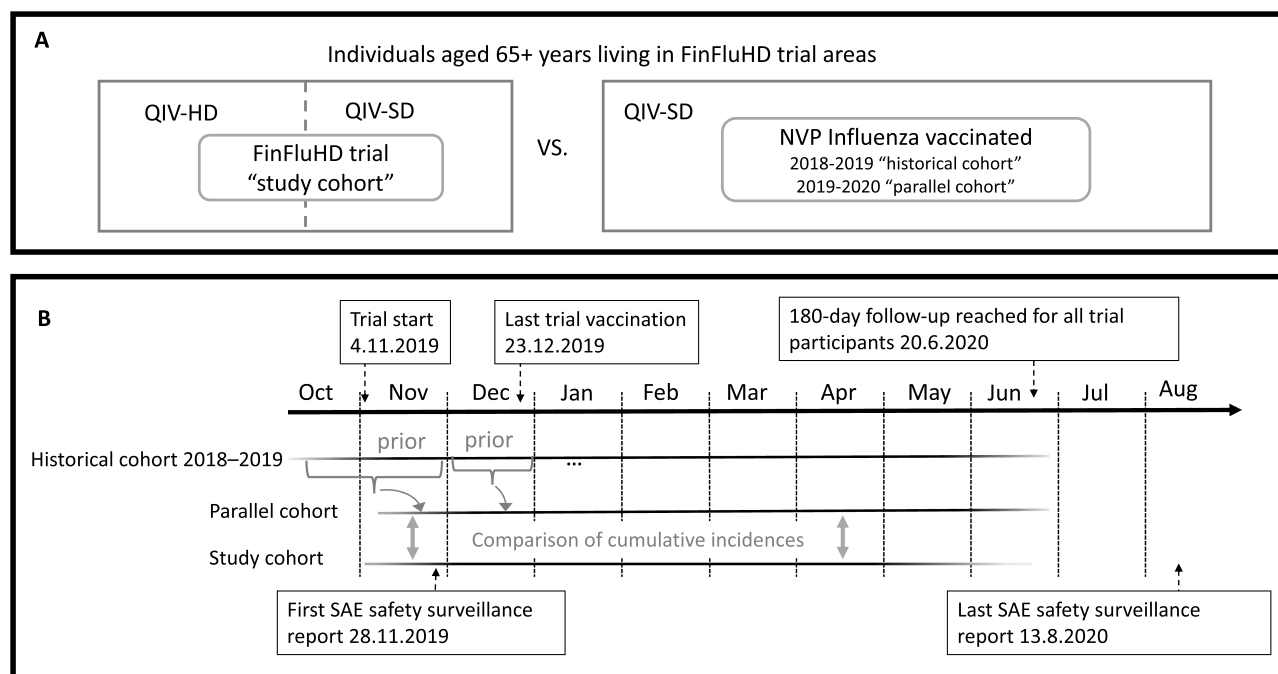 A
Individuals aged 65+ years living in FinFluHD trial areas
QIV-HD
QIV-SD
FinFluHD trial
“study cohort”
VS.
QIV-SD
NVP Influenza vaccinated
2018-2019 “historical cohort”
2019-2020 “parallel cohort”
B
Trial start
4.11.2019
Last trial vaccination
23.12.2019
180-day follow-up reached for all trial
participants 20.6.2020
Oct Nov Dec Jan Feb Mar Apr May Jun Jul Aug
prior prior
Historical cohort 2018–2019
...
Parallel cohort
Comparison of cumulative incidences
Study cohort
First SAE safety surveillance
report 28.11.2019
Last SAE safety surveillance
report 13.8.2020